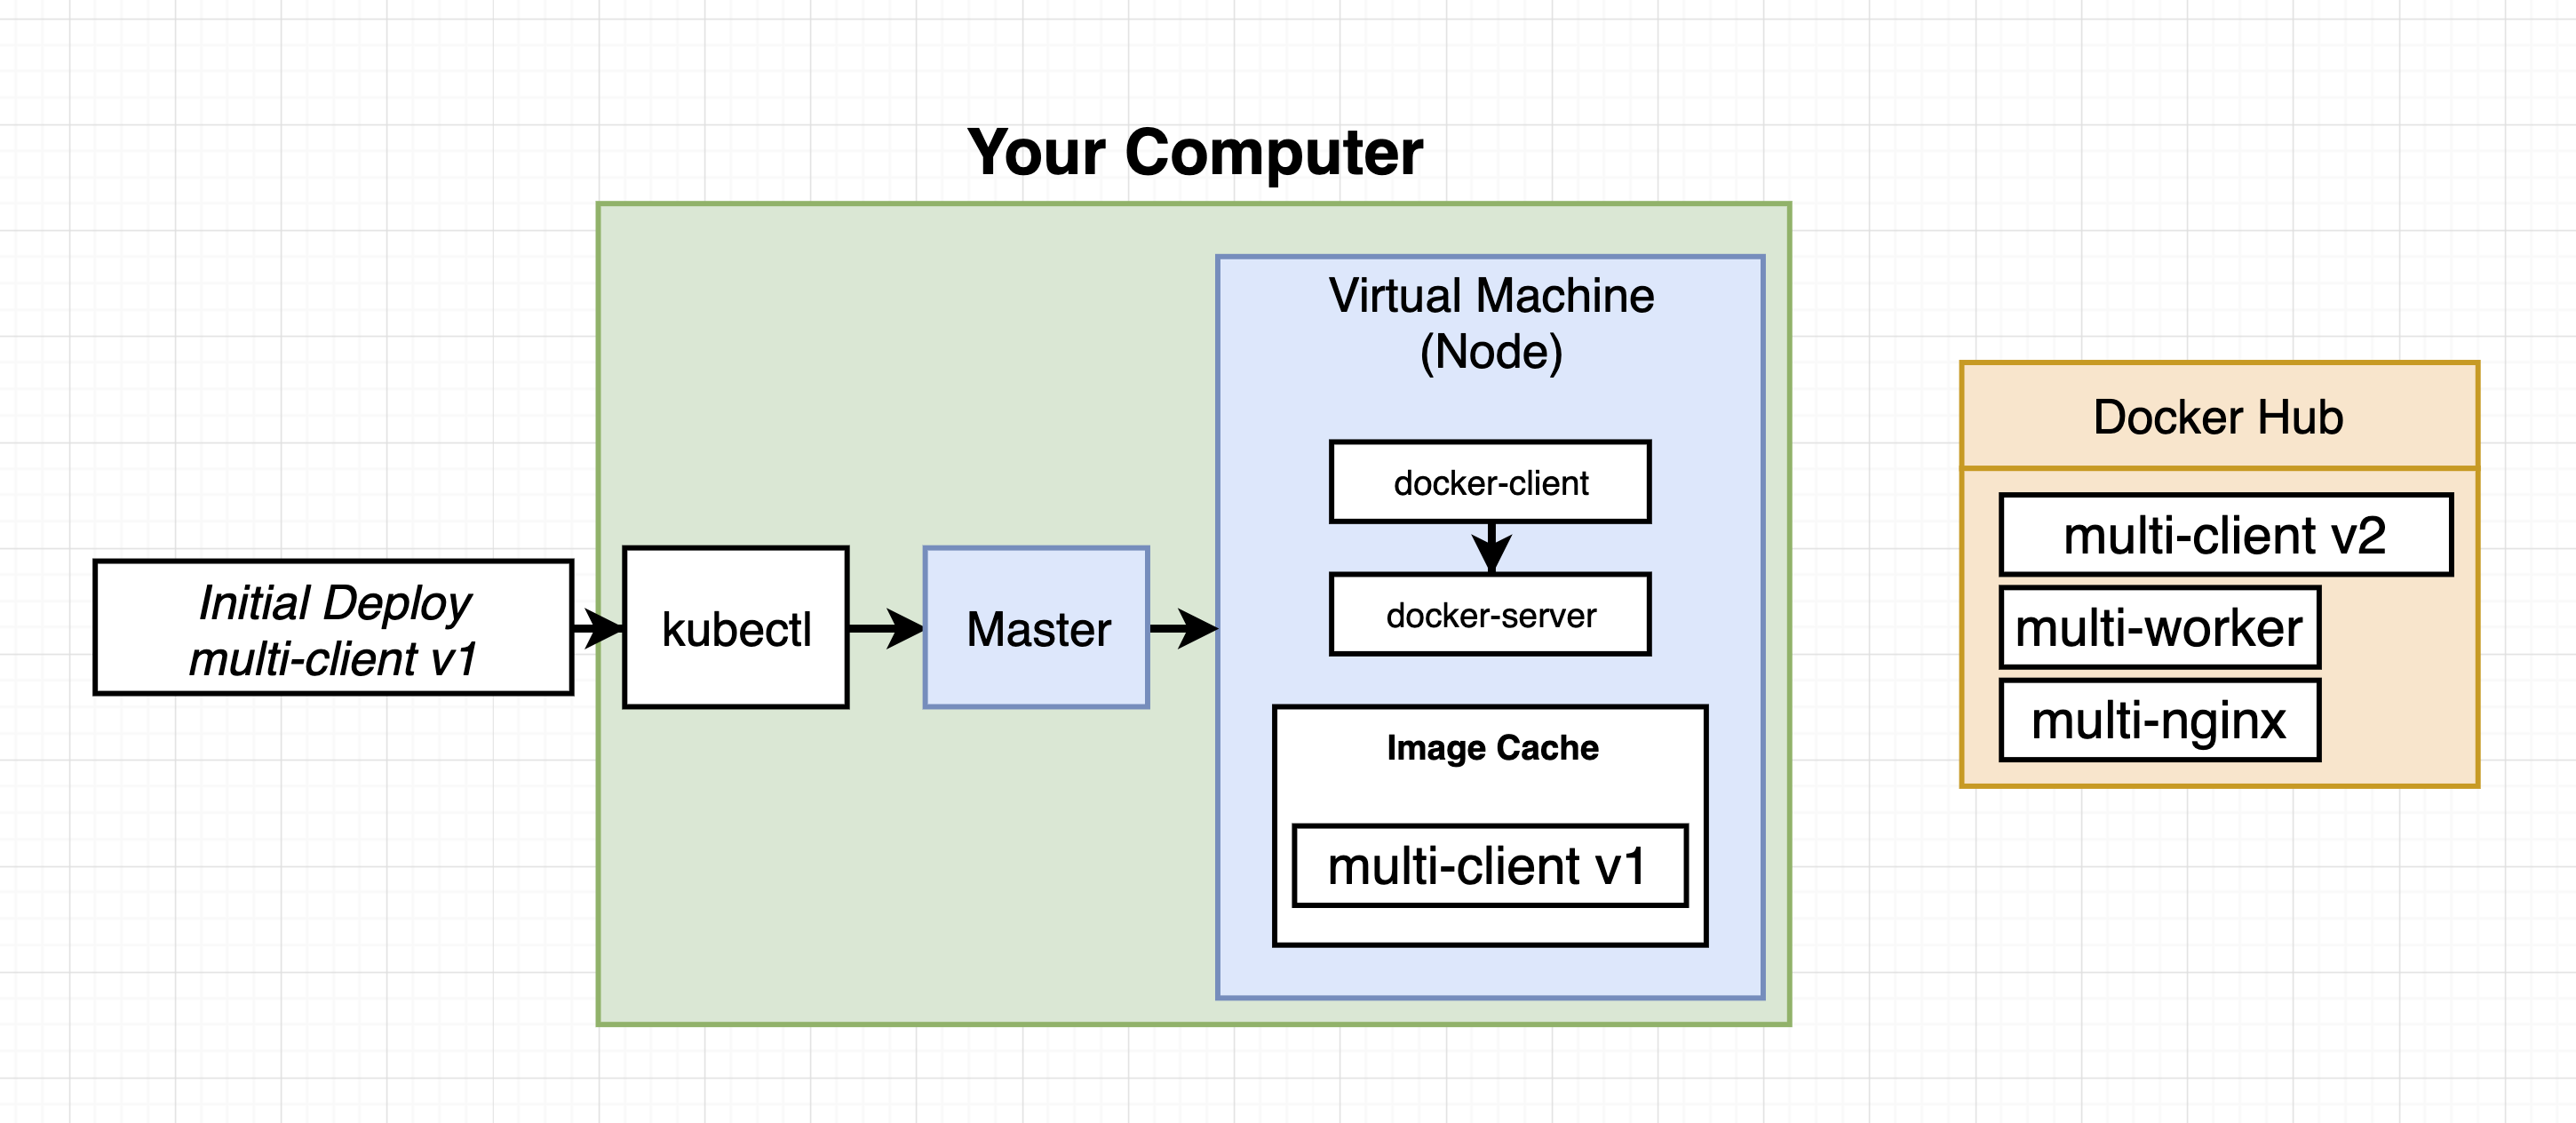 Your Computer
Virtual Machine
(Node)
docker-client
docker-server
Image Cache
multi-client v1
Initial Deploy
multi-client v1
kubectl
Master
Docker Hub
multi-client v2
multi-worker
multi-nginx